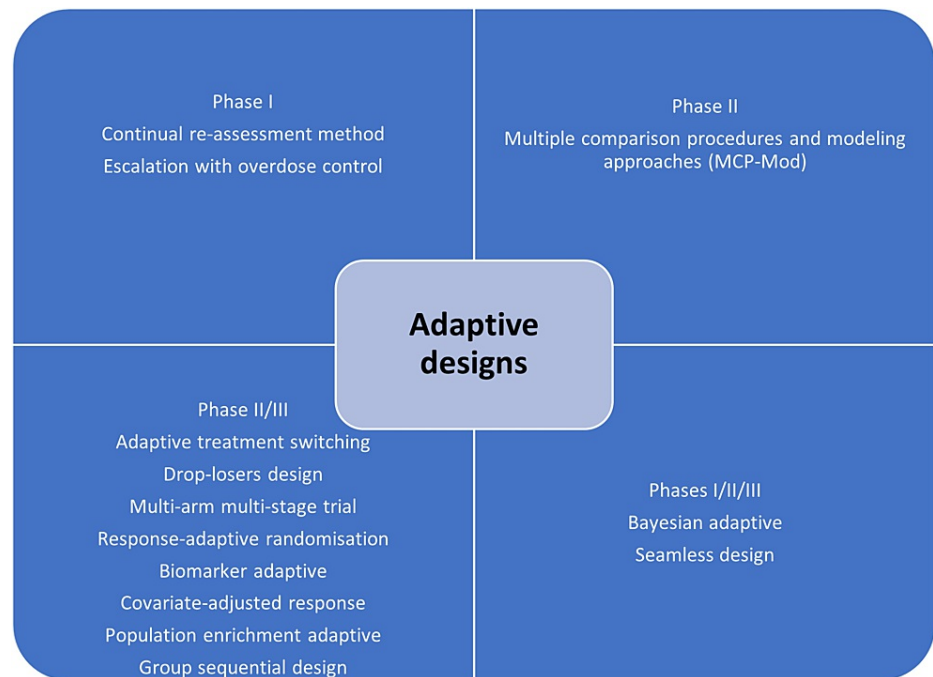 Phase I
Continual re-assessment method
Escalation with overdose control
Phase II
Multiple comparison procedures and modeling
approaches (MCP-Mod)
Adaptive
designs
Phase II/III
Adaptive treatment switching
Drop-losers design
Multi-arm multi-stage trial
Response-adaptive randomisation
Biomarker adaptive
Covariate-adjusted response
Population enrichment adaptive
Group sequential design
Phases I/II/III
Bayesian adaptive
Seamless design